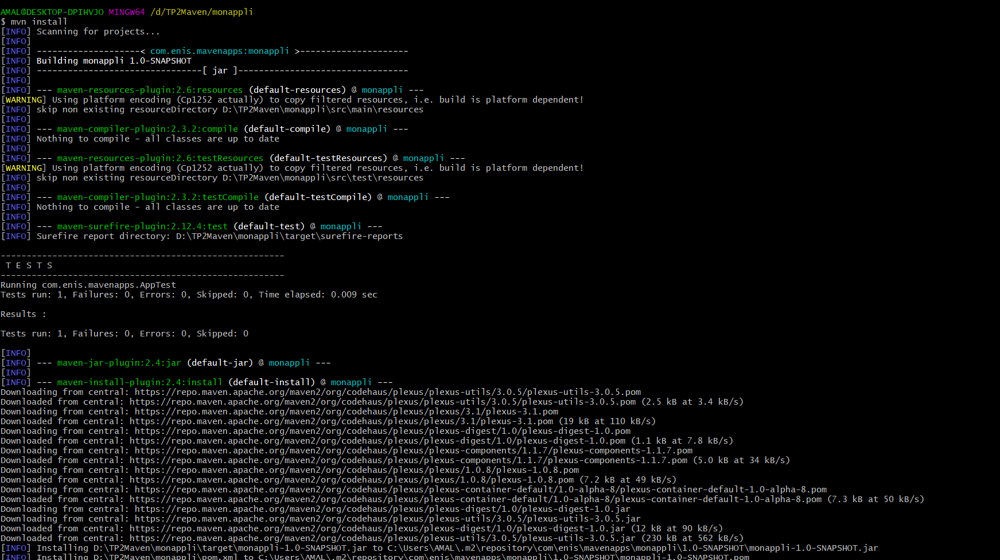 AMAL@DESKTOP-DPIHVJO MINGW64 /d/TP2Maven/monappli
$ mvn install
[INFO] Scanning for projects...
[INFO]
[INFO] --------------------< com.enis.mavenapps:monappli >---------------------
[INFO] Building monappli 1.0-SNAPSHOT
[INFO] --------------------------------[ jar ]---------------------------------
[INFO]
[INFO] --- maven-resources-plugin:2.6:resources (default-resources) @ monappli ---
[WARNING] Using platform encoding (Cp1252 actually) to copy filtered resources, i.e. build is platform dependent!
[INFO] skip non existing resourceDirectory D:\TP2Maven\monappli\src\main\resources
[INFO]
[INFO] --- maven-compiler-plugin:2.3.2:compile (default-compile) @ monappli ---
[INFO] Nothing to compile - all classes are up to date
[INFO]
[INFO] --- maven-resources-plugin:2.6:testResources (default-testResources) @ monappli ---
[WARNING] Using platform encoding (Cp1252 actually) to copy filtered resources, i.e. build is platform dependent!
[INFO] skip non existing resourceDirectory D:\TP2Maven\monappli\src\test\resources
[INFO]
[INFO] --- maven-compiler-plugin:2.3.2:testCompile (default-testCompile) @ monappli ---
[INFO] Nothing to compile - all classes are up to date
[INFO]
[INFO] --- maven-surefire-plugin:2.12.4:test (default-test) @ monappli ---
[INFO] Surefire report directory: D:\TP2Maven\monappli\target\surefire-reports
-------------------------------------------------------
T E S T S
-------------------------------------------------------
Running com.enis.mavenapps.AppTest
Tests run: 1, Failures: 0, Errors: 0, Skipped: 0, Time elapsed: 0.009 sec
Results :
Tests run: 1, Failures: 0, Errors: 0, Skipped: 0
[INFO]
[INFO] --- maven-jar-plugin:2.4:jar (default-jar) @ monappli ---
[INFO]
[INFO] --- maven-install-plugin:2.4:install (default-install) @ monappli ---
Downloading from central: https://repo.maven.apache.org/maven2/org/codehaus/plexus/plexus-utils/3.0.5/plexus-utils-3.0.5.pom
Downloaded from central: https://repo.maven.apache.org/maven2/org/codehaus/plexus/plexus-utils/3.0.5/plexus-utils-3.0.5.pom (2.5 kB at 3.4 kB/s)
Downloading from central: https://repo.maven.apache.org/maven2/org/codehaus/plexus/plexus/3.1/plexus-3.1.pom
Downloaded from central: https://repo.maven.apache.org/maven2/org/codehaus/plexus/plexus/3.1/plexus-3.1.pom (19 kB at 110 kB/s)
Downloading from central: https://repo.maven.apache.org/maven2/org/codehaus/plexus/plexus-digest/1.0/plexus-digest-1.0.pom
Downloaded from central: https://repo.maven.apache.org/maven2/org/codehaus/plexus/plexus-digest/1.0/plexus-digest-1.0.pom (1.1 kB at 7.8 kB/s)
Downloading from central: https://repo.maven.apache.org/maven2/org/codehaus/plexus/plexus-components/1.1.7/plexus-components-1.1.7.pom
Downloaded from central: https://repo.maven.apache.org/maven2/org/codehaus/plexus/plexus-components/1.1.7/plexus-components-1.1.7.pom (5.0 kB at 34 kB/s)
Downloading from central: https://repo.maven.apache.org/maven2/org/codehaus/plexus/plexus/1.0.8/plexus-1.0.8.pom
Downloaded from central: https://repo.maven.apache.org/maven2/org/codehaus/plexus/plexus/1.0.8/plexus-1.0.8.pom (7.2 kB at 49 kB/s)
Downloading from central: https://repo.maven.apache.org/maven2/org/codehaus/plexus/plexus-container-default/1.0-alpha-8/plexus-container-default-1.0-alpha-8.pom
Downloaded from central: https://repo.maven.apache.org/maven2/org/codehaus/plexus/plexus-container-default/1.0-alpha-8/plexus-container-default-1.0-alpha-8.pom (7.3 kB at 50 kB/s)
Downloading from central: https://repo.maven.apache.org/maven2/org/codehaus/plexus/plexus-digest/1.0/plexus-digest-1.0.jar
Downloading from central: https://repo.maven.apache.org/maven2/org/codehaus/plexus/plexus-utils/3.0.5/plexus-utils-3.0.5.jar
Downloaded from central: https://repo.maven.apache.org/maven2/org/codehaus/plexus/plexus-digest/1.0/plexus-digest-1.0.jar (12 kB at 90 kB/s)
Downloaded from central: https://repo.maven.apache.org/maven2/org/codehaus/plexus/plexus-utils/3.0.5/plexus-utils-3.0.5.jar (230 kB at 562 kB/s)
[INFO] Installing D:\TP2Maven\monappli\target\monappli-1.0-SNAPSHOT.jar to C:\Users\AMAL\.m2\repository\com\enis\mavenapps\monappli\1.0-SNAPSHOT\monappli-1.0-SNAPSHOT.jar
[INFO] Installing D:\TP2Maven\monappli\pom.xml to C:\Users\AMAL\.m2\repository\com\enis\mavenapps\monappli\1.0-SNAPSHOT\monappli-1.0-SNAPSHOT.pom